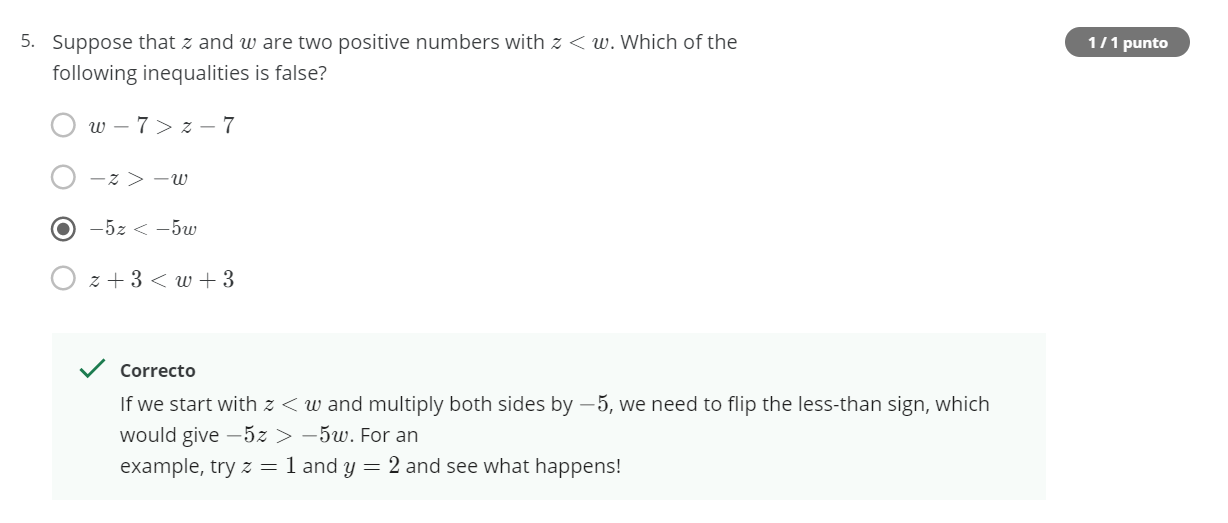 5. Suppose that z and w are two positive numbers with z < w. Which of the
following inequalities is false?
1 / 1 punto
w − 7 > z − 7
−z > −w
−5z < −5w
z + 3 < w + 3
Correcto
If we start with z < w and multiply both sides by −5, we need to flip the less-than sign, which
would give −5z > −5w. For an
example, try z = 1 and y = 2 and see what happens!